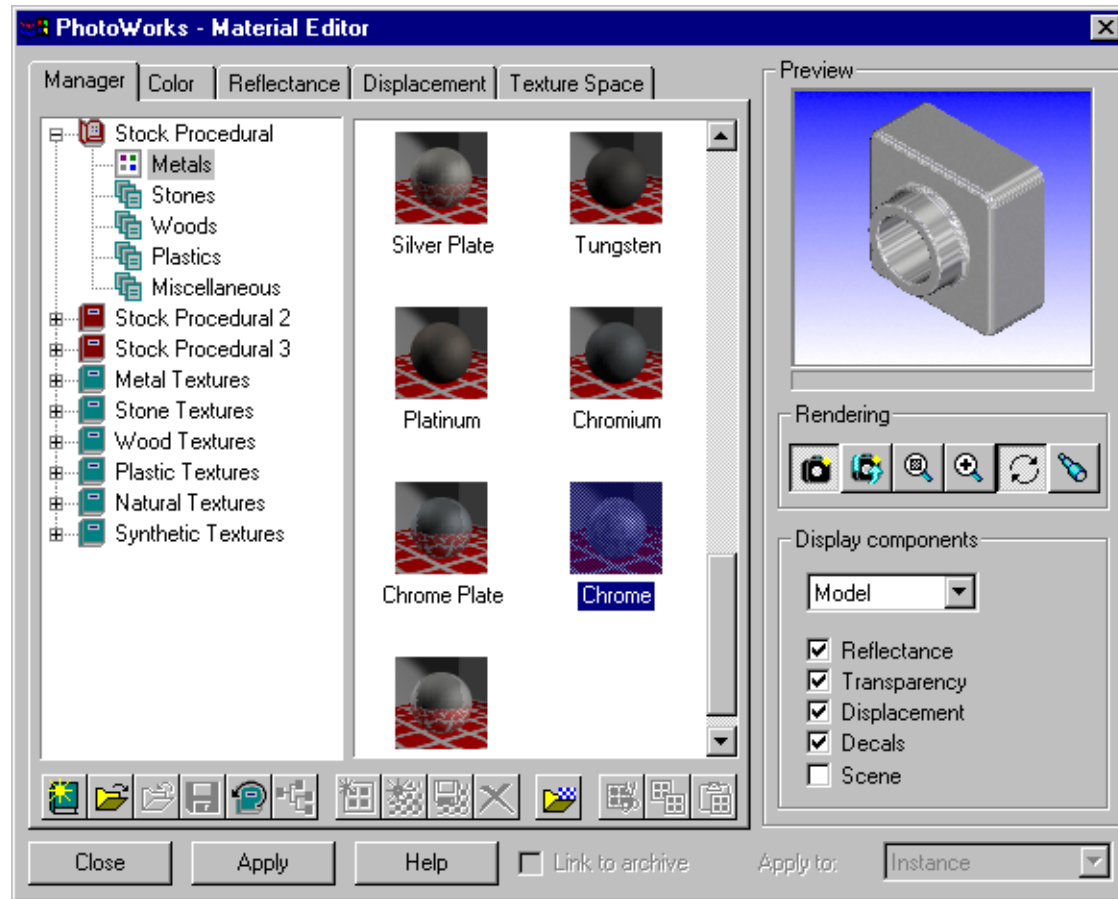 PhotoWorks - Material Editor
Manager
Color
Reflectance
Displacement
Texture Space
Stock Procedural
Metals
Stones
Woods
Plastics
Miscellaneous
Stock Procedural 2
Stock Procedural 3
Metal Textures
Stone Textures
Wood Textures
Plastic Textures
Natural Textures
Synthetic Textures
Silver Plate
Tungsten
Platinum
Chromium
Chrome Plate
Chrome
Preview
Rendering
Display components
Model
Reflectance
Transparency
Displacement
Decals
Scene
Close
Apply
Help
Link to archive
Apply to:
Instance